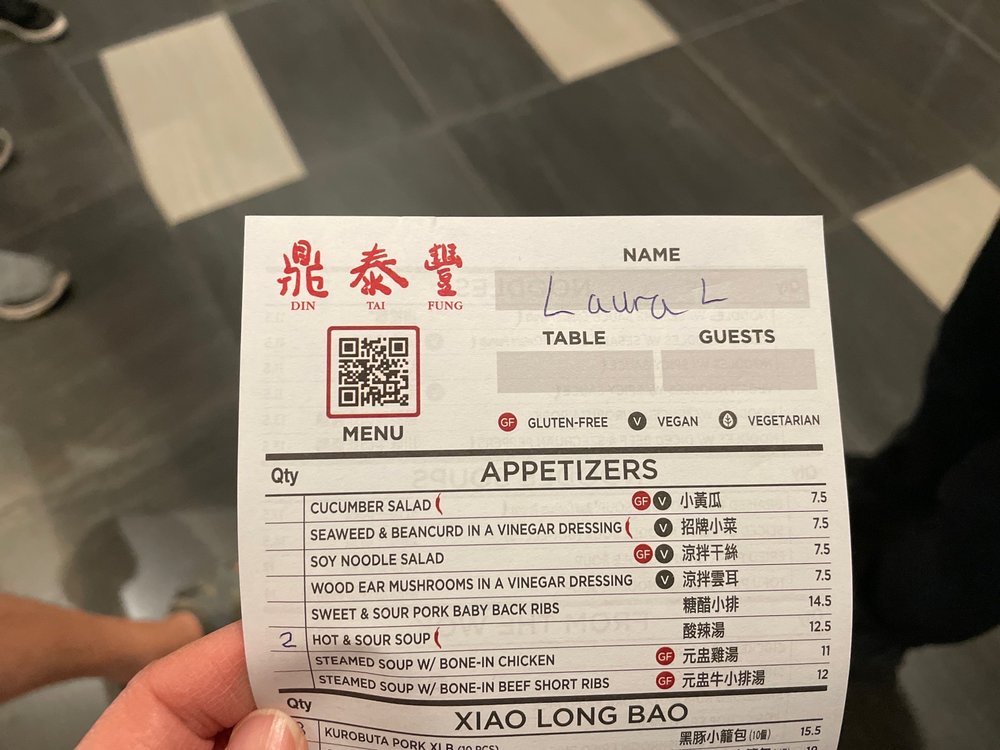 鼎泰豐
DIN TAI FUNG
NAME
Laura L
TABLE GUESTS
MENU
GF GLUTEN-FREE V VEGAN VEGETARIAN
Qty APPETIZERS
CUCUMBER SALAD GF V 小黃瓜 7.5
SEAWEED & BEANCURD IN A VINEGAR DRESSING V 招牌小菜 7.5
SOY NOODLE SALAD GF V 涼拌干絲 7.5
WOOD EAR MUSHROOMS IN A VINEGAR DRESSING V 涼拌雲耳 7.5
SWEET & SOUR PORK BABY BACK RIBS 糖醋小排 14.5
2 HOT & SOUR SOUP 酸辣湯 12.5
STEAMED SOUP W/ BONE-IN CHICKEN GF 元盅雞湯 11
STEAMED SOUP W/ BONE-IN BEEF SHORT RIBS GF 元盅牛小排湯 12
Qty XIAO LONG BAO
KUROBUTA PORK XLB (10 PCS) 黑豚小籠包 (10個) 15.5